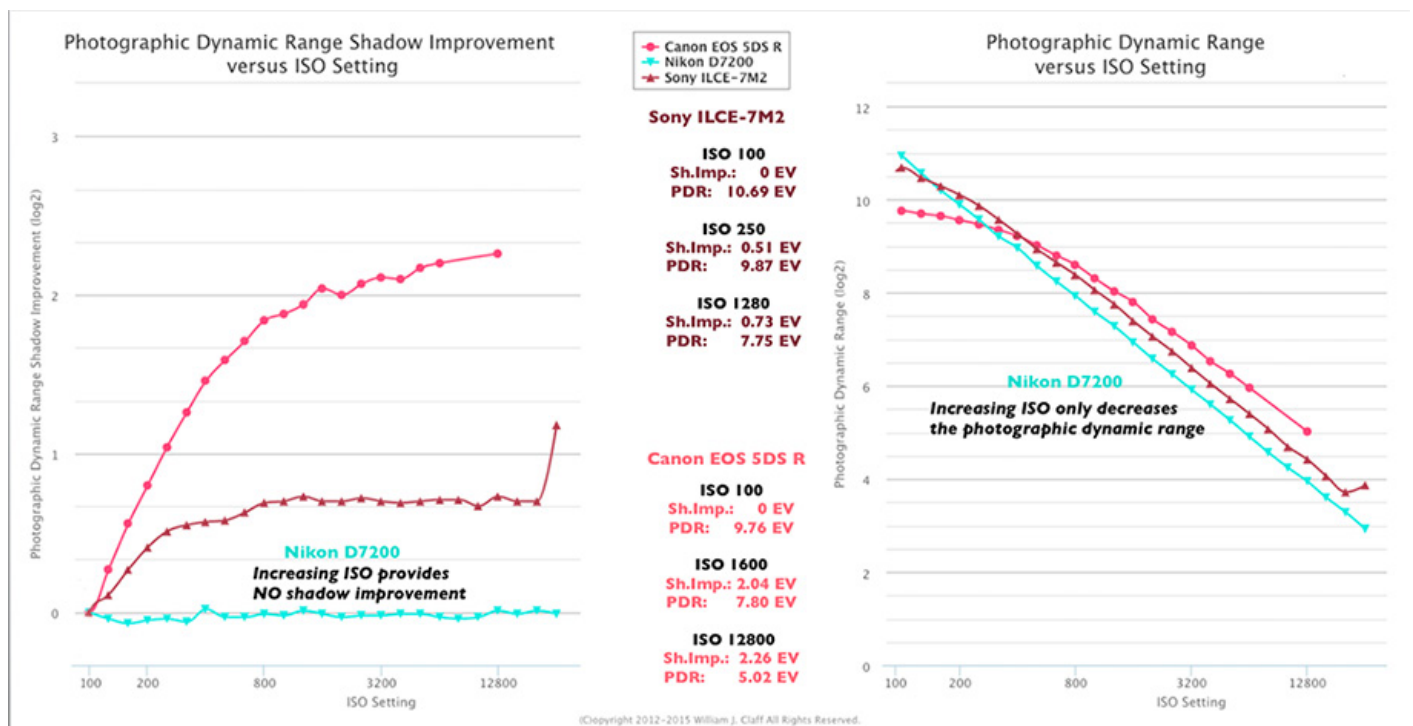 Photographic Dynamic Range Shadow Improvement
versus ISO Setting
Photographic Dynamic Range Shadow Improvement (log2)
3
2
1
0
Nikon D7200
Increasing ISO provides
NO shadow improvement
100
200
800
3200
12800
ISO Setting
Canon EOS 5DS R
Nikon D7200
Sony ILCE-7M2
Sony ILCE-7M2
ISO 100
Sh.Imp.: 0 EV
PDR: 10.69 EV
ISO 250
Sh.Imp.: 0.51 EV
PDR: 9.87 EV
ISO 1280
Sh.Imp.: 0.73 EV
PDR: 7.75 EV
Canon EOS 5DS R
ISO 100
Sh.Imp.: 0 EV
PDR: 9.76 EV
ISO 1600
Sh.Imp.: 2.04 EV
PDR: 7.80 EV
ISO 12800
Sh.Imp.: 2.26 EV
PDR: 5.02 EV
Photographic Dynamic Range
versus ISO Setting
Photographic Dynamic Range (log2)
12
10
8
6
4
2
0
Nikon D7200
Increasing ISO only decreases
the photographic dynamic range
100
200
800
3200
12800
ISO Setting
(C)opyright 2012-2015 William J. Claff All Rights Reserved.